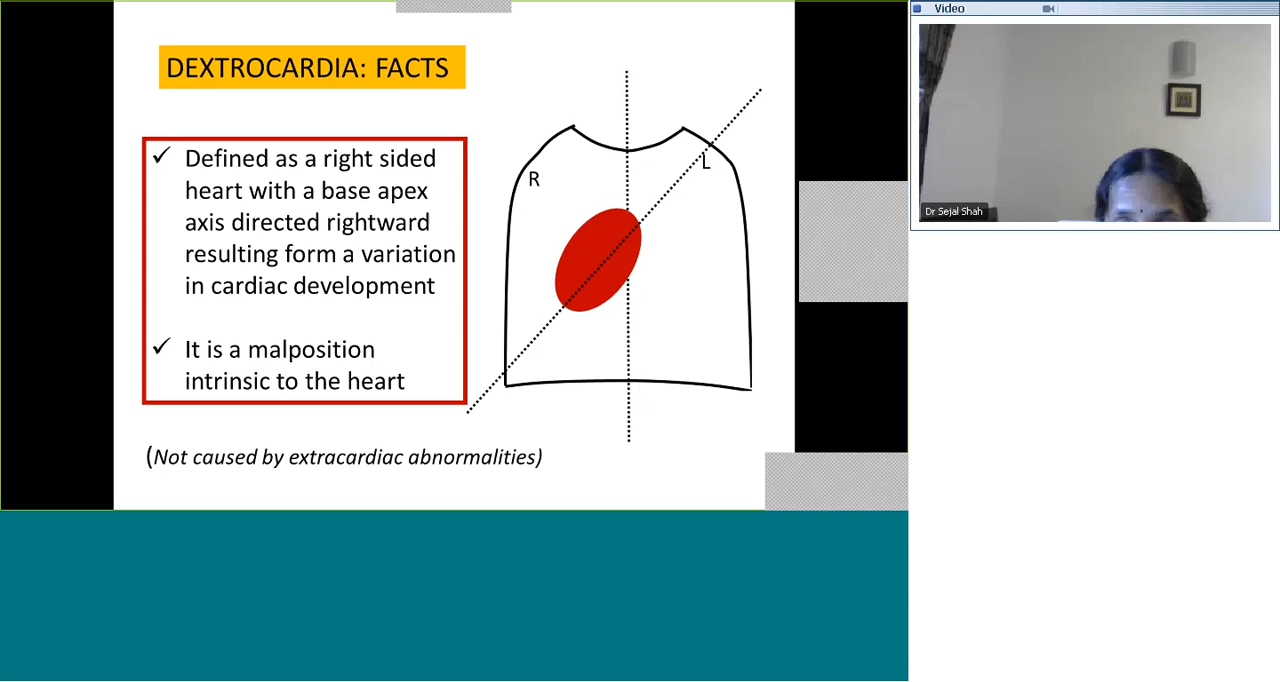 DEXTROCARDIA: FACTS
✓ Defined as a right sided
heart with a base apex
axis directed rightward
resulting form a variation
in cardiac development
✓ It is a malposition
intrinsic to the heart
(Not caused by extracardiac abnormalities)
R
L
Video
Dr Sejal Shah